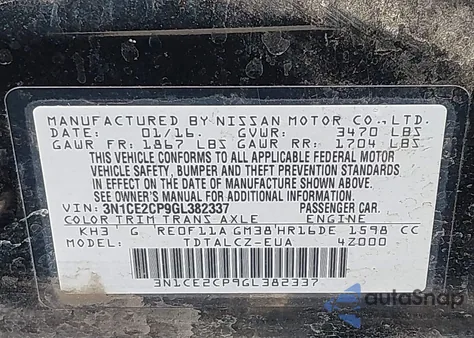 MANUFACTURED BY NISSAN MOTOR CO., LTD.
DATE: 01/16. GVWR: 3470 LBS
GAWR FR: 1867 LBS GAWR RR: 1704 LBS
THIS VEHICLE CONFORMS TO ALL APPLICABLE FEDERAL MOTOR
VEHICLE SAFETY, BUMPER AND THEFT PREVENTION STANDARDS
IN EFFECT ON THE DATE OF MANUFACTURE SHOWN ABOVE.
SEE OWNER'S MANUAL FOR ADDITIONAL INFORMATION.
VIN: 3N1CE2CP9GL382337 PASSENGER CAR.
COLOR TRIM TRANS AXLE ENGINE
KH3 G RE0F11A GM38 HR16DE 1598 CC
MODEL: TDTALCZ-EUA 4Z000
3N1CE2CP9GL382337
autoSnap